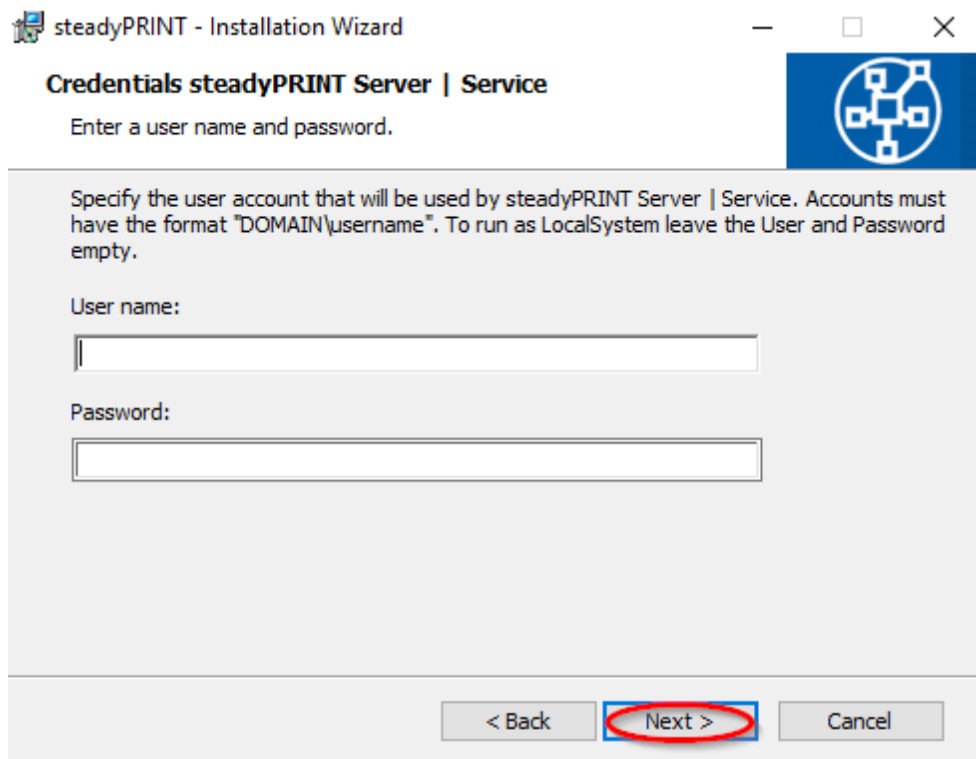 steadyPRINT - Installation Wizard
Credentials steadyPRINT Server | Service
Enter a user name and password.
Specify the user account that will be used by steadyPRINT Server | Service. Accounts must
have the format "DOMAIN\username". To run as LocalSystem leave the User and Password
empty.
User name:
Password:
< Back Next > Cancel